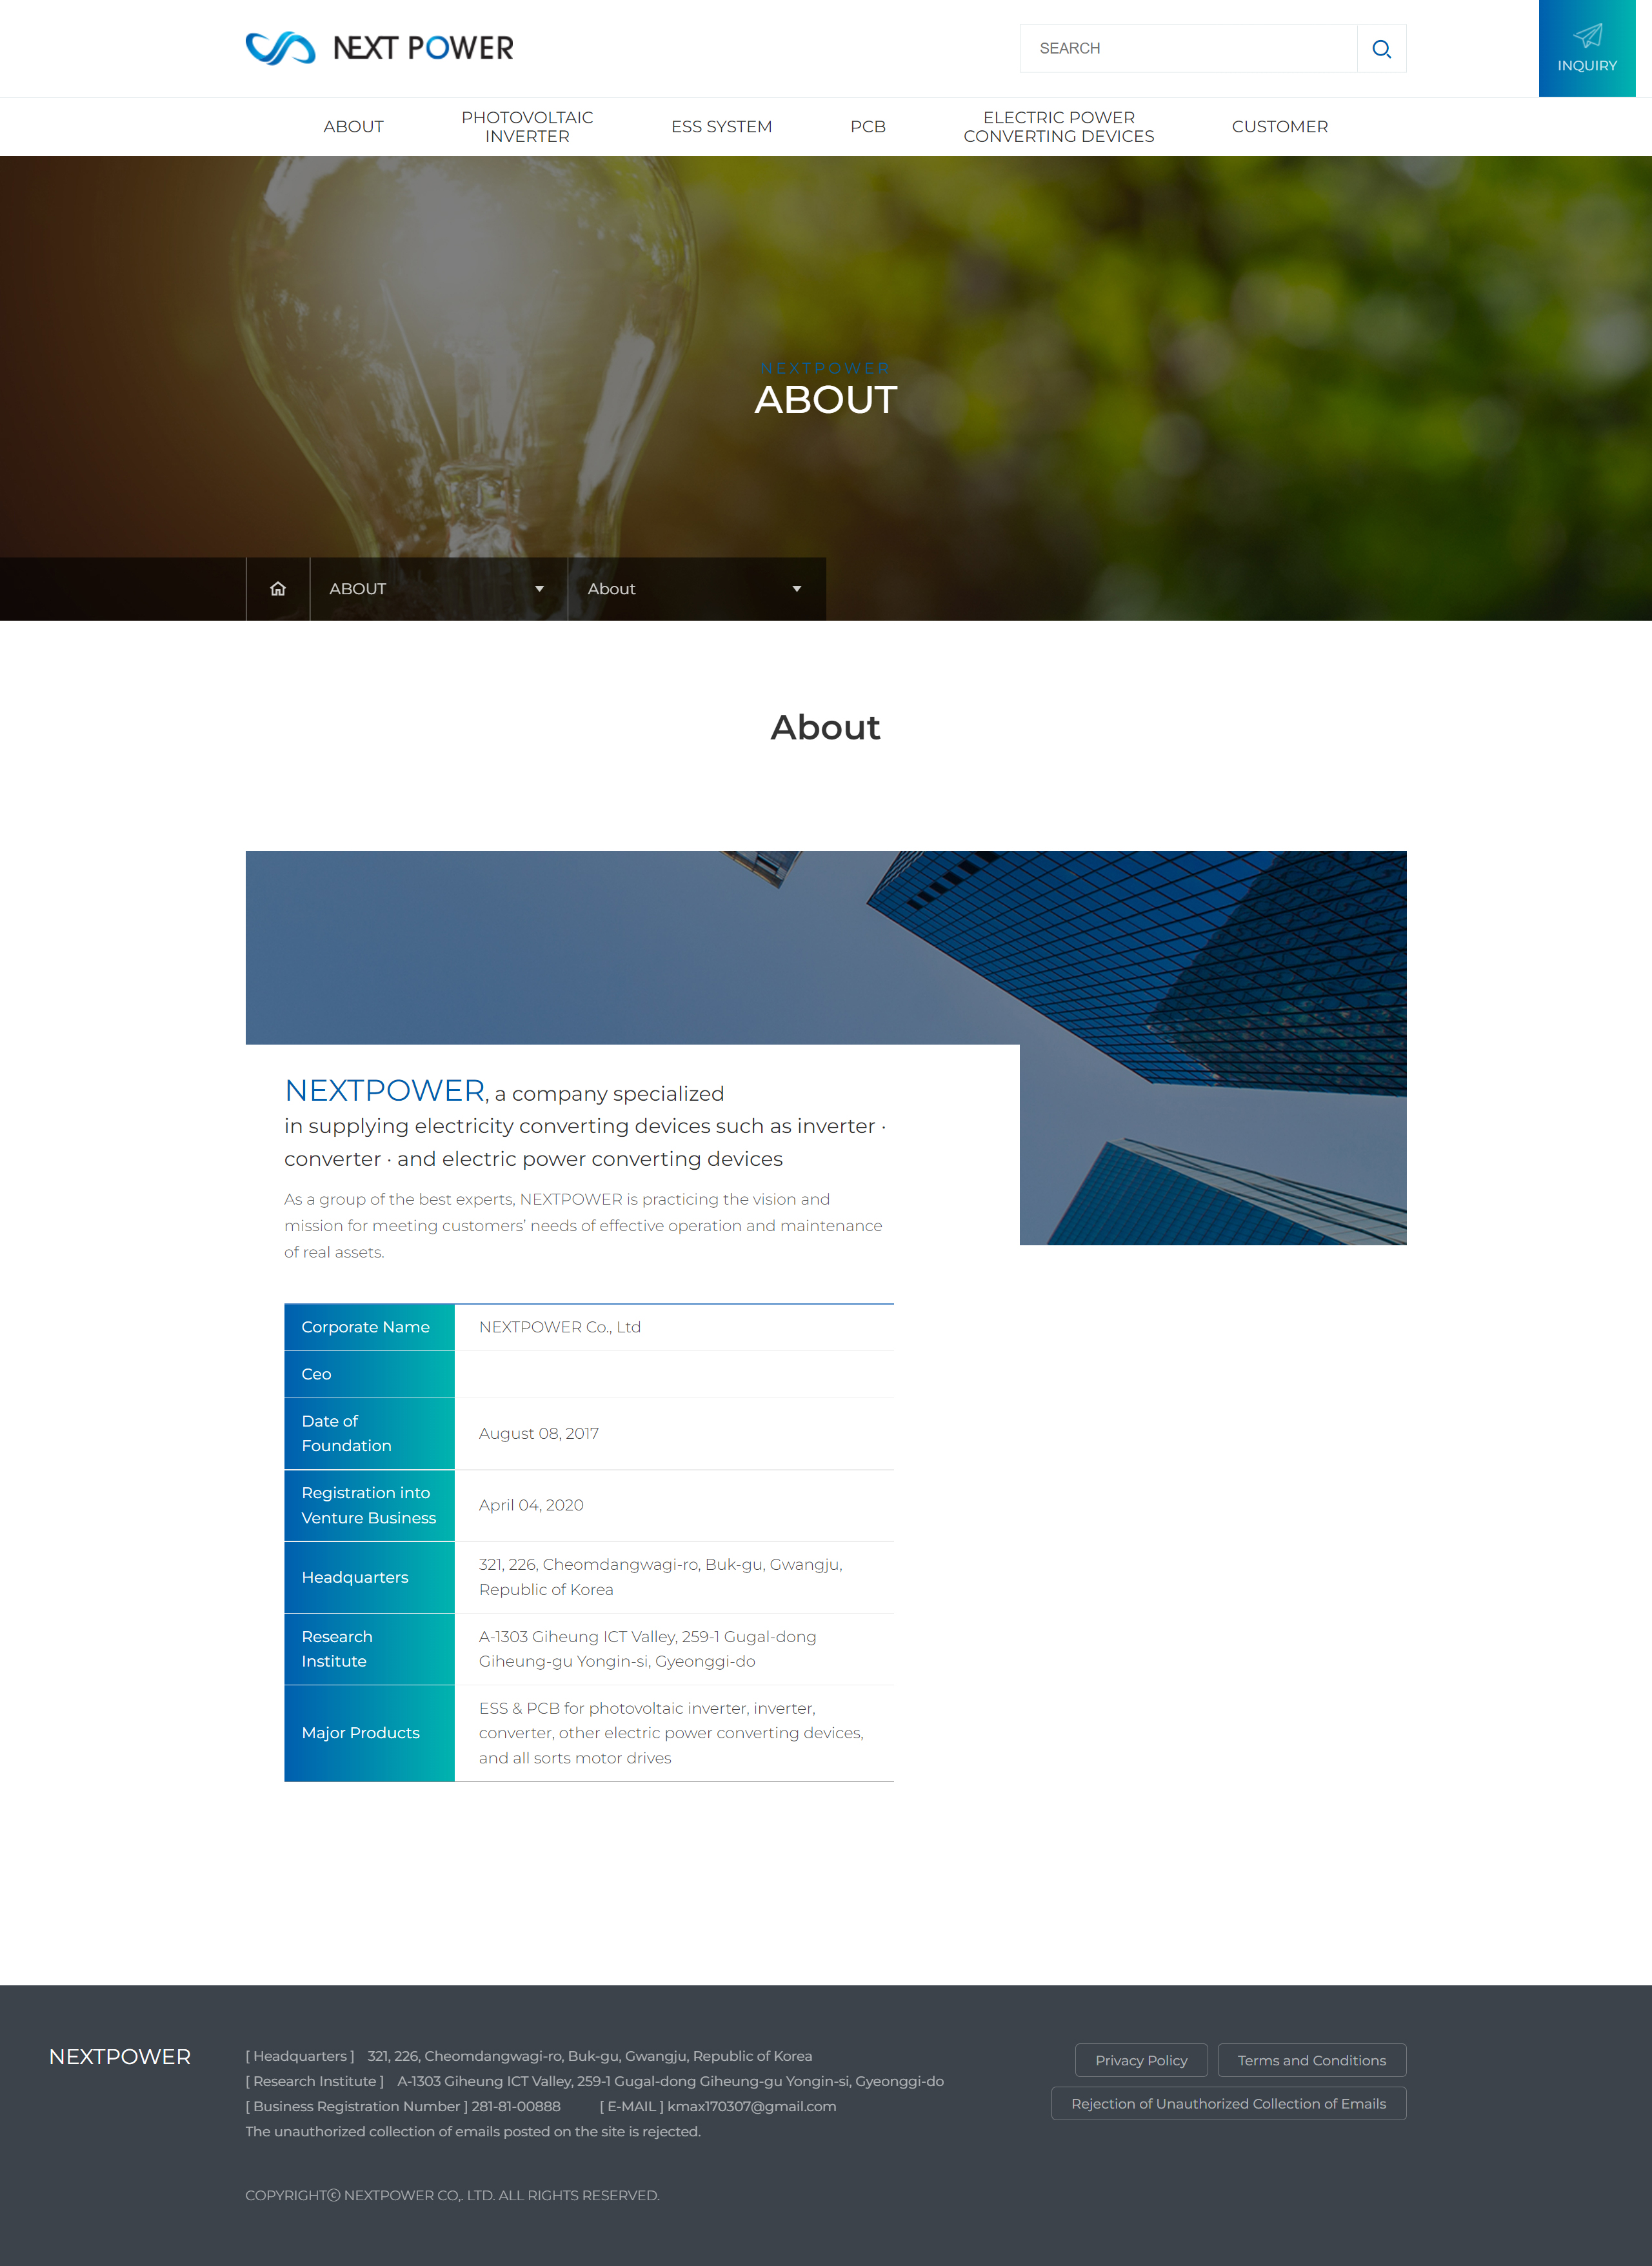 NEXT POWER
SEARCH
INQUIRY
ABOUT
PHOTOVOLTAIC
INVERTER
ESS SYSTEM
PCB
ELECTRIC POWER
CONVERTING DEVICES
CUSTOMER
NEXTPOWER
ABOUT
ABOUT
About
About
NEXTPOWER, a company specialized
in supplying electricity converting devices such as inverter ·
converter · and electric power converting devices
As a group of the best experts, NEXTPOWER is practicing the vision and
mission for meeting customers’ needs of effective operation and maintenance
of real assets.
Corporate Name
NEXTPOWER Co., Ltd
Ceo
Date of
Foundation
August 08, 2017
Registration into
Venture Business
April 04, 2020
Headquarters
321, 226, Cheomdangwagi-ro, Buk-gu, Gwangju,
Republic of Korea
Research
Institute
A-1303 Giheung ICT Valley, 259-1 Gugal-dong
Giheung-gu Yongin-si, Gyeonggi-do
Major Products
ESS & PCB for photovoltaic inverter, inverter,
converter, other electric power converting devices,
and all sorts motor drives
NEXTPOWER
[ Headquarters ] 321, 226, Cheomdangwagi-ro, Buk-gu, Gwangju, Republic of Korea
[ Research Institute ] A-1303 Giheung ICT Valley, 259-1 Gugal-dong Giheung-gu Yongin-si, Gyeonggi-do
[ Business Registration Number ] 281-81-00888 [ E-MAIL ] kmax170307@gmail.com
The unauthorized collection of emails posted on the site is rejected.
COPYRIGHTⓒ NEXTPOWER CO,. LTD. ALL RIGHTS RESERVED.
Privacy Policy
Terms and Conditions
Rejection of Unauthorized Collection of Emails